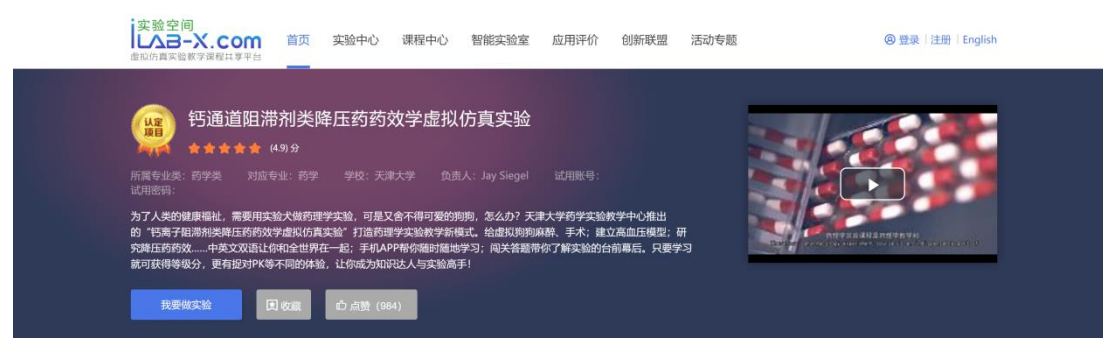 实验空间
iLAB-X.com
虚拟仿真实验教学课程共享平台
首页 实验中心 课程中心 智能实验室 应用评价 创新联盟 活动专题
登录 | 注册 | English
认定
项目
钙通道阻滞剂类降压药药效学虚拟仿真实验
(4.9) 分
所属专业类: 药学类 对应专业: 药学 学校: 天津大学 负责人: Jay Siegel 试用账号:
试用密码:
为了人类的健康福祉，需要用实验犬做药理学实验，可是又舍不得可爱的狗狗，怎么办？天津大学药学实验教学中心推出
的“钙离子阻滞剂类降压药药效学虚拟仿真实验”打造药理学实验教学新模式。给虚拟狗狗麻醉、手术；建立高血压模型；研
究降压药药效……中英文双语让你和全世界在一起；手机APP帮你随时随地学习；闯关答题带你了解实验的台前幕后。只要学习
就可获得等级分，更有捉对PK等不同的体验，让你成为知识达人与实验高手！
我要做实验
收藏
点赞 (984)